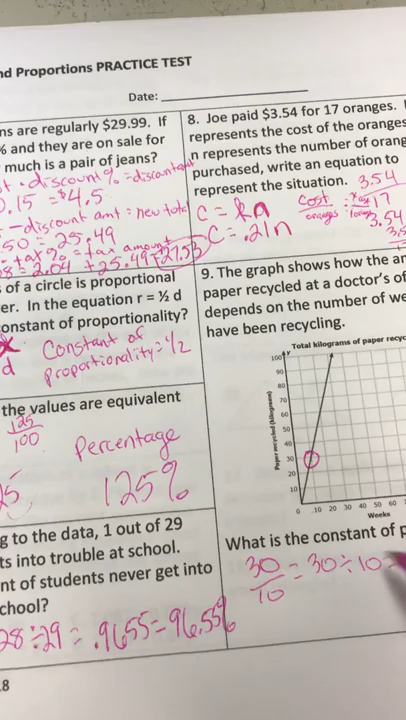 nd Proportions PRACTICE TEST
Date:
ns are regularly $29.99. If
% and they are on sale for
much is a pair of jeans?
discount % = discount amt
0.15 = $4.5
- discount amt = new total
50 = 25.49
tax % = tax amount
= 2.04 + 25.49 = 27.53
of a circle is proportional
er. In the equation r = ½ d
onstant of proportionality?
Constant of
d proportionality = 1/2
the values are equivalent
125
100
Percentage
125%
g to the data, 1 out of 29
ts into trouble at school.
nt of students never get into
chool?
28 ÷ 29 = .9655 = 96.55%
8
8. Joe paid $3.54 for 17 oranges.
represents the cost of the oranges
n represents the number of orang
purchased, write an equation to
represent the situation.
3.54
Cost
oranges
17
C = kn
3.54
C = .21n
9. The graph shows how the am
paper recycled at a doctor's of
depends on the number of we
have been recycling.
Total kilograms of paper recyc
y
100
90
80
70
60
50
40
30
20
10
Paper recycled (kilograms)
0 10 20 30 40 50 60
Weeks
What is the constant of p
30
10
= 30 ÷ 10 =